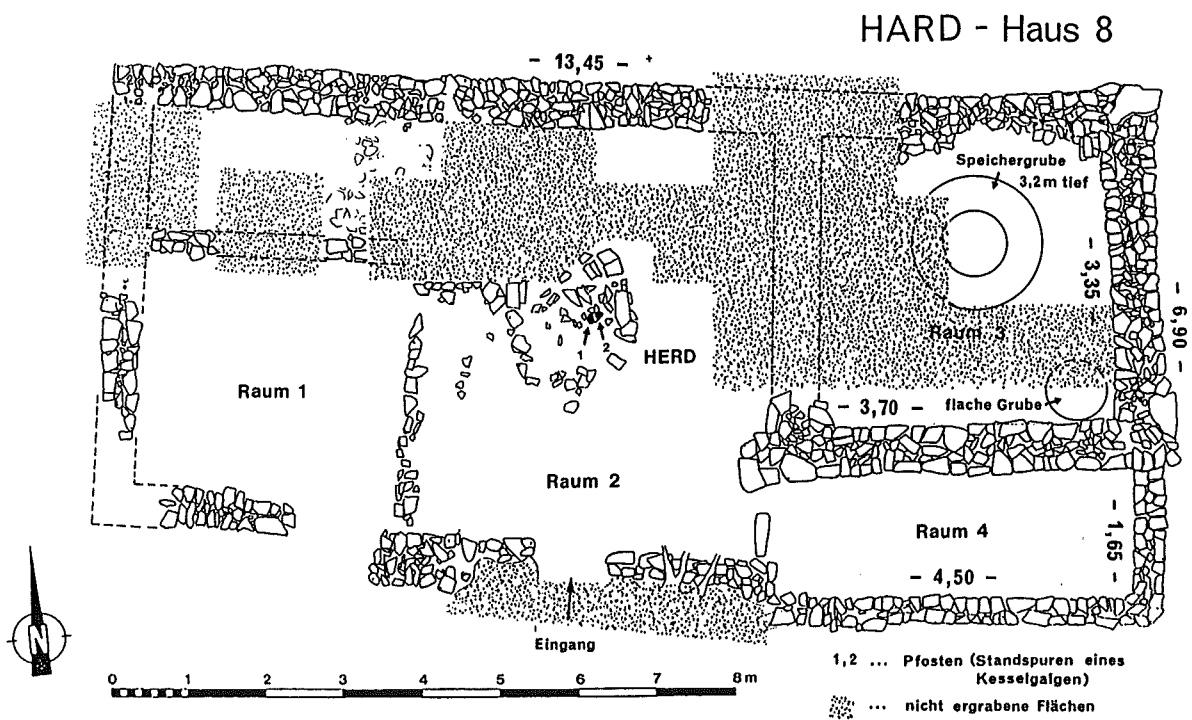 HARD - Haus 8
- 13,45 - +
Speichergrube
3,2m tief
- 3,35 -
- 6,90 -
Raum 3
1 2
HERD
Raum 1
- 3,70 -
flache Grube
Raum 2
Raum 4
- 1,65 -
- 4,50 -
Eingang
N
1,2 ... Pfosten (Standspuren eines
Kesselgalgen)
... nicht ergrabene Flächen
0 1 2 3 4 5 6 7 8 m